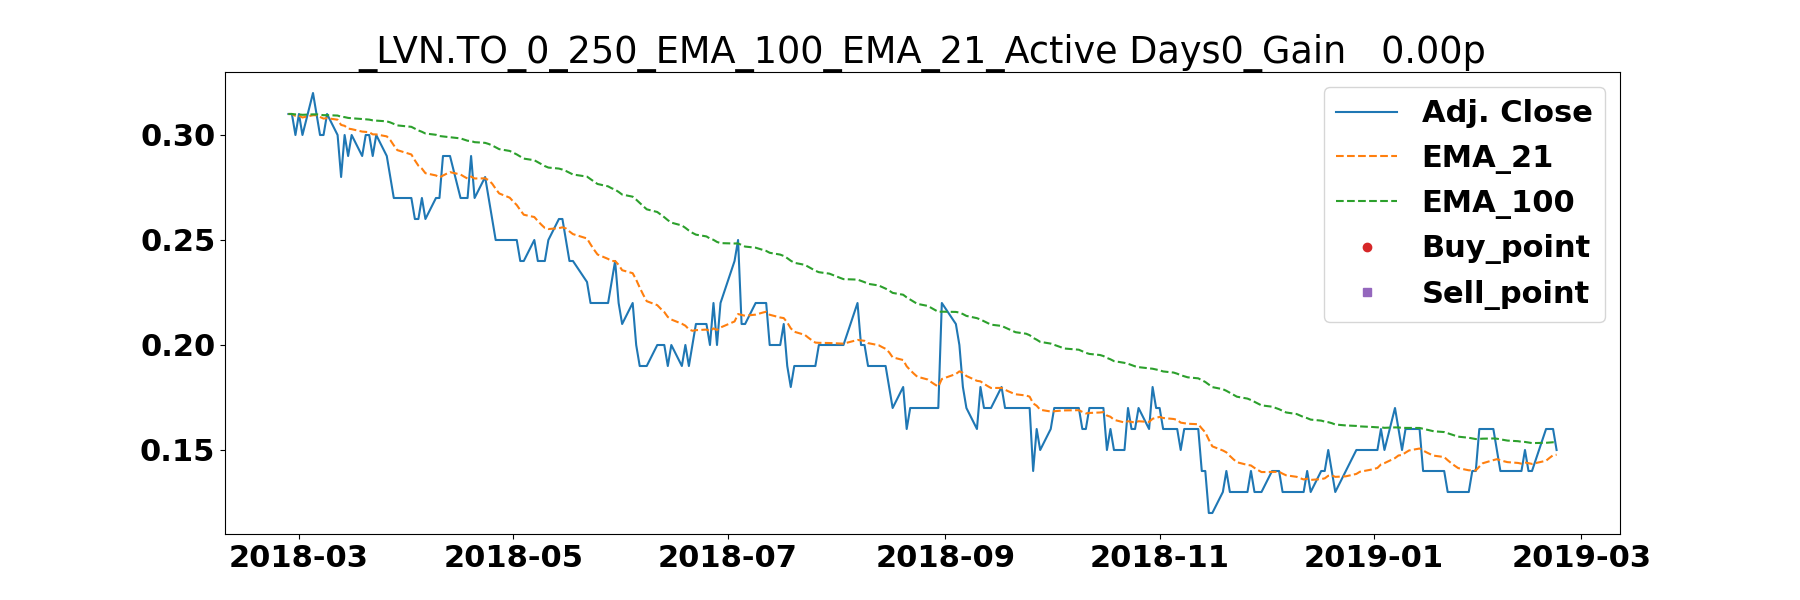 _LVN.TO_0_250_EMA_100_EMA_21_Active Days0_Gain   0.00p
Adj. Close
EMA_21
EMA_100
Buy_point
Sell_point
0.30
0.25
0.20
0.15
2018-03 2018-05 2018-07 2018-09 2018-11 2019-01 2019-03